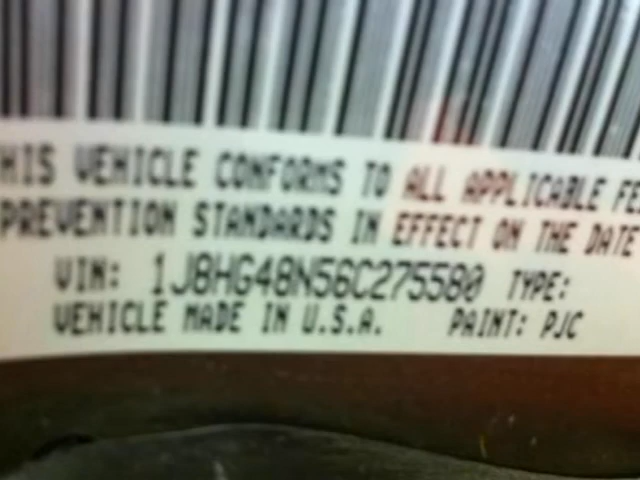 HIS VEHICLE CONFORMS TO ALL APPLICABLE FE
PREVENTION STANDARDS IN EFFECT ON THE DATE
VIN: 1J8HG48N56C275580 TYPE:
VEHICLE MADE IN U.S.A. PAINT: PJC